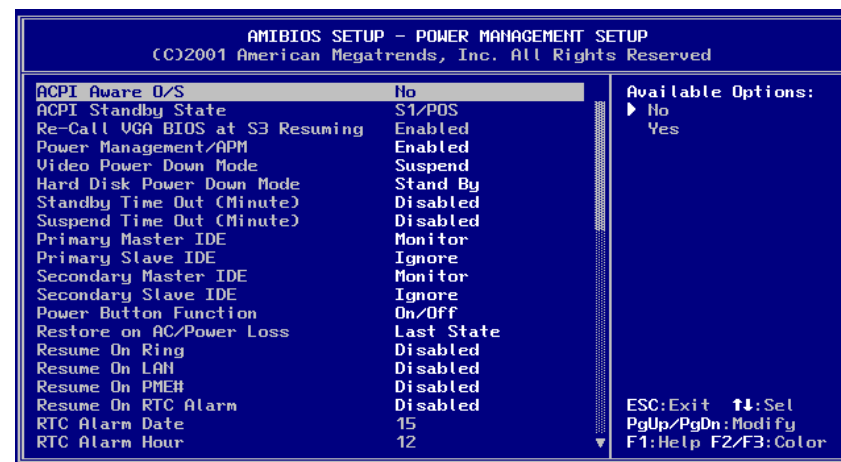 AMIBIOS SETUP - POWER MANAGEMENT SETUP
(C)2001 American Megatrends, Inc. All Rights Reserved
ACPI Aware O/S No
ACPI Standby State S1/POS
Re-Call VGA BIOS at S3 Resuming Enabled
Power Management/APM Enabled
Video Power Down Mode Suspend
Hard Disk Power Down Mode Stand By
Standby Time Out (Minute) Disabled
Suspend Time Out (Minute) Disabled
Primary Master IDE Monitor
Primary Slave IDE Ignore
Secondary Master IDE Monitor
Secondary Slave IDE Ignore
Power Button Function On/Off
Restore on AC/Power Loss Last State
Resume On Ring Disabled
Resume On LAN Disabled
Resume On PME# Disabled
Resume On RTC Alarm Disabled
RTC Alarm Date 15
RTC Alarm Hour 12
Available Options:
No
Yes
ESC:Exit ↑↓:Sel
PgUp/PgDn:Modify
F1:Help F2/F3:Color